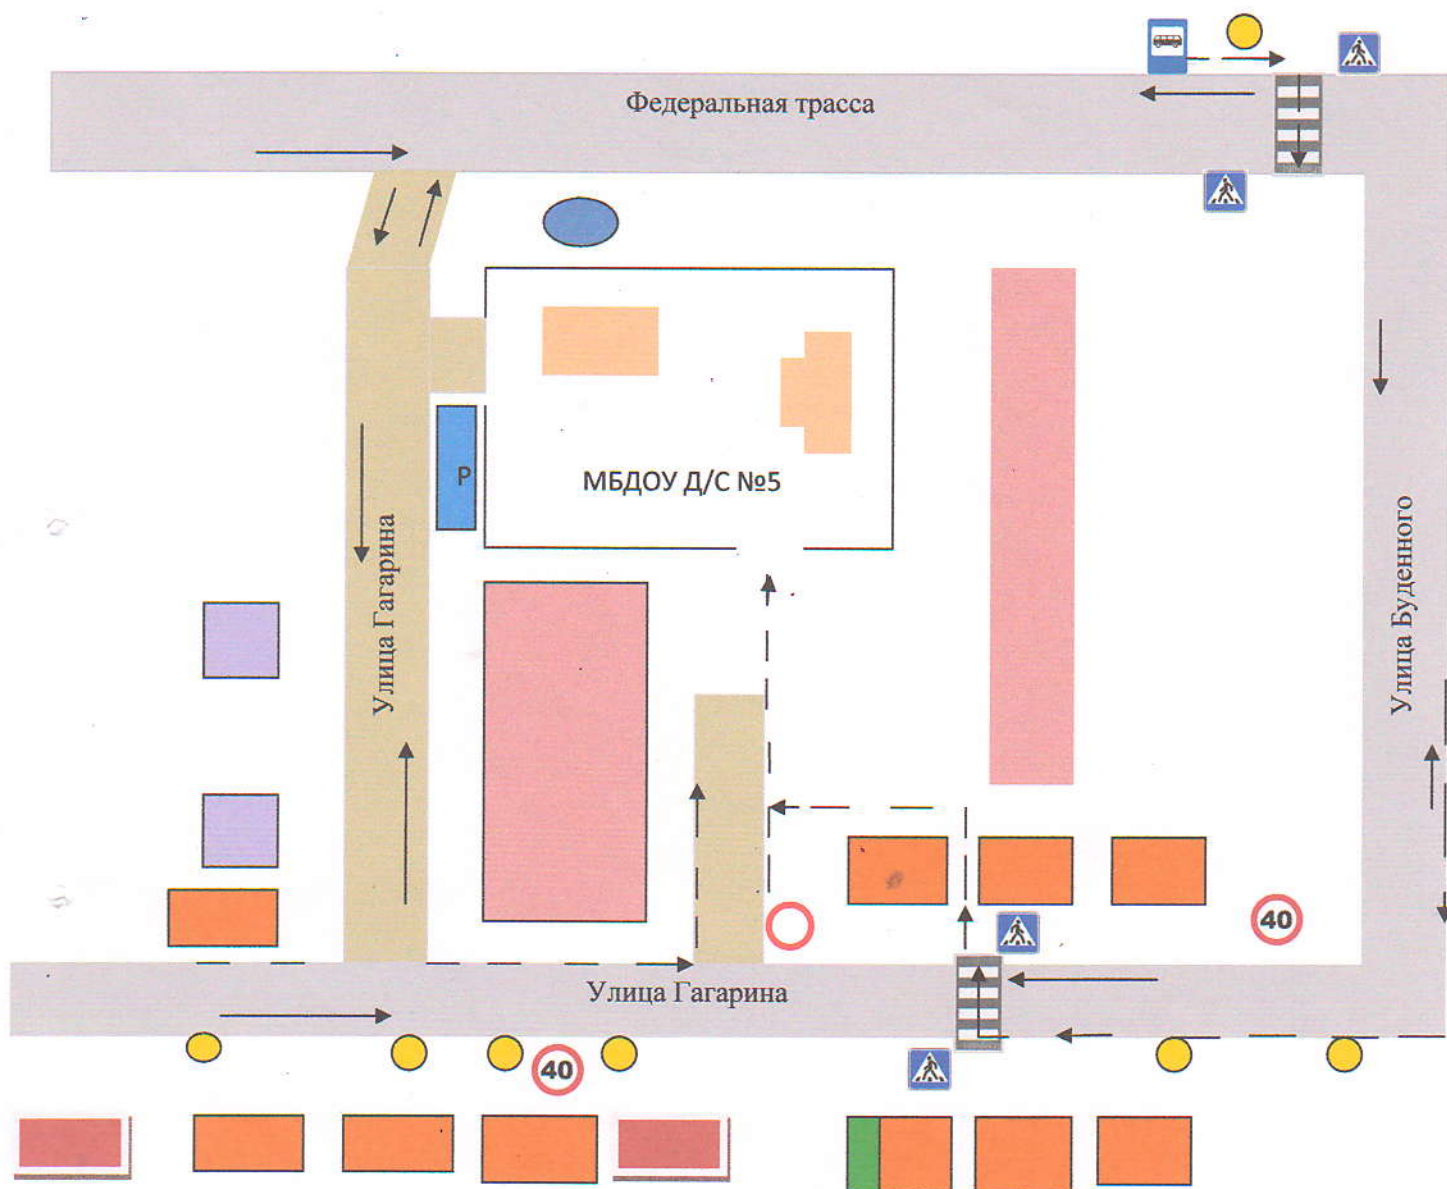 Федеральная трасса
P
МБДОУ Д/С №5
Улица Гагарина
Улица Буденного
40
Улица Гагарина
40